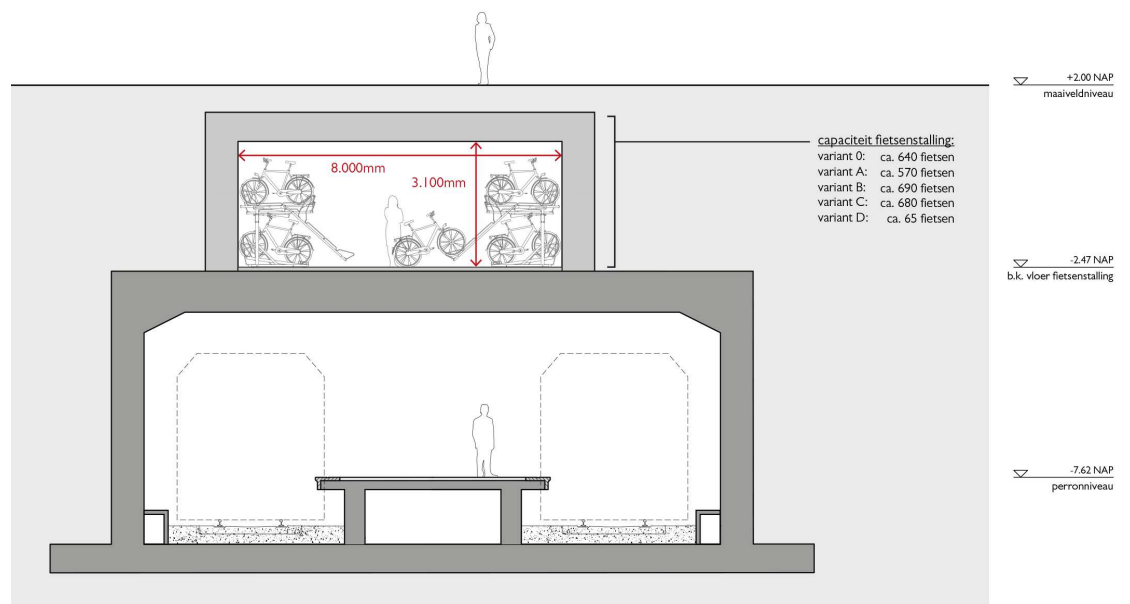 +2.00 NAP
maaiveldniveau
capaciteit fietsenstalling:
variant 0: ca. 640 fietsen
variant A: ca. 570 fietsen
variant B: ca. 690 fietsen
variant C: ca. 680 fietsen
variant D: ca. 65 fietsen
8.000mm
3.100mm
-2.47 NAP
b.k. vloer fietsenstalling
-7.62 NAP
perronniveau